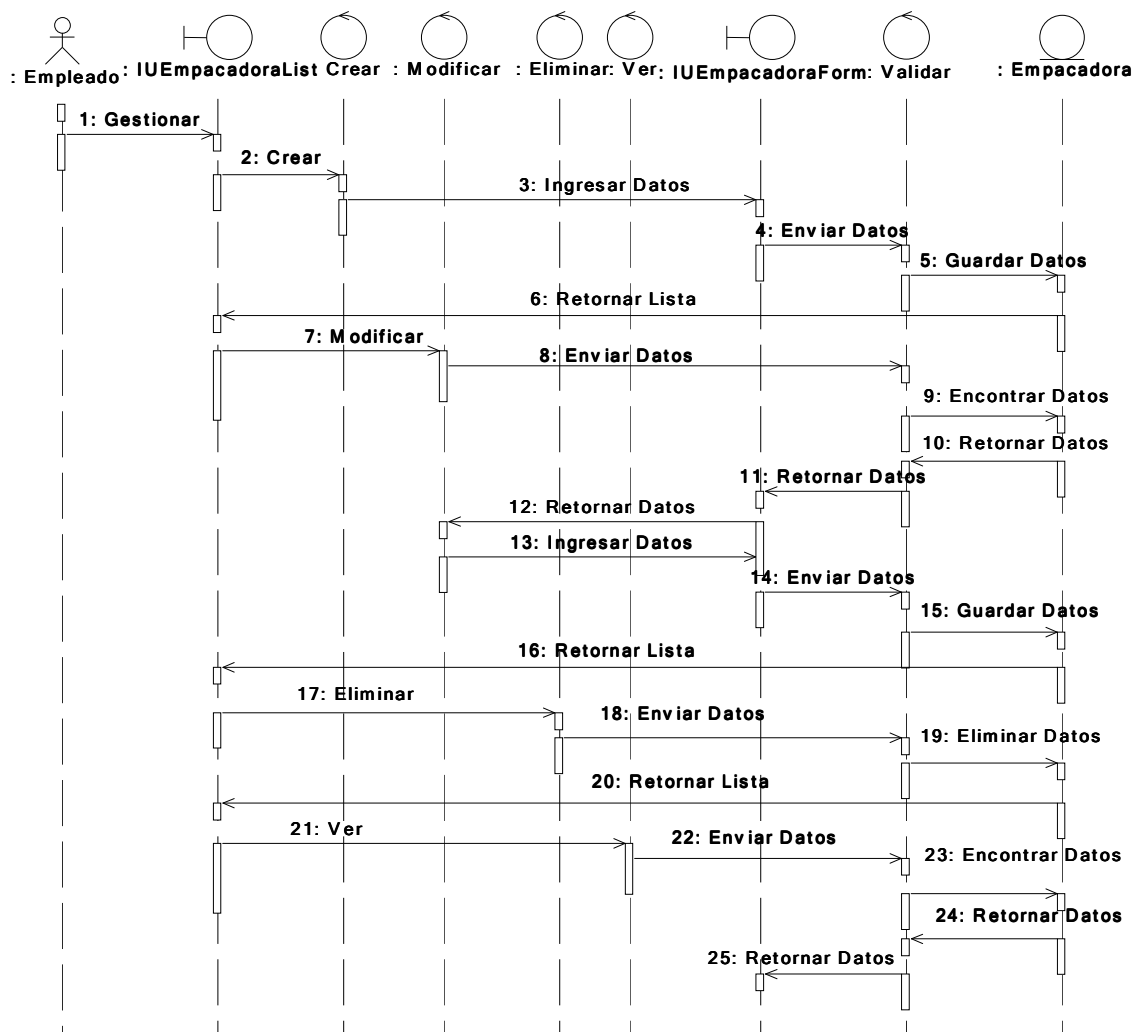 : Empleado
: IUEmpacadoraList
Crear
: Modificar
: Eliminar
: Ver
: IUEmpacadoraForm
: Validar
: Empacadora
1: Gestionar
2: Crear
3: Ingresar Datos
4: Enviar Datos
5: Guardar Datos
6: Retornar Lista
7: Modificar
8: Enviar Datos
9: Encontrar Datos
10: Retornar Datos
11: Retornar Datos
12: Retornar Datos
13: Ingresar Datos
14: Enviar Datos
15: Guardar Datos
16: Retornar Lista
17: Eliminar
18: Enviar Datos
19: Eliminar Datos
20: Retornar Lista
21: Ver
22: Enviar Datos
23: Encontrar Datos
24: Retornar Datos
25: Retornar Datos